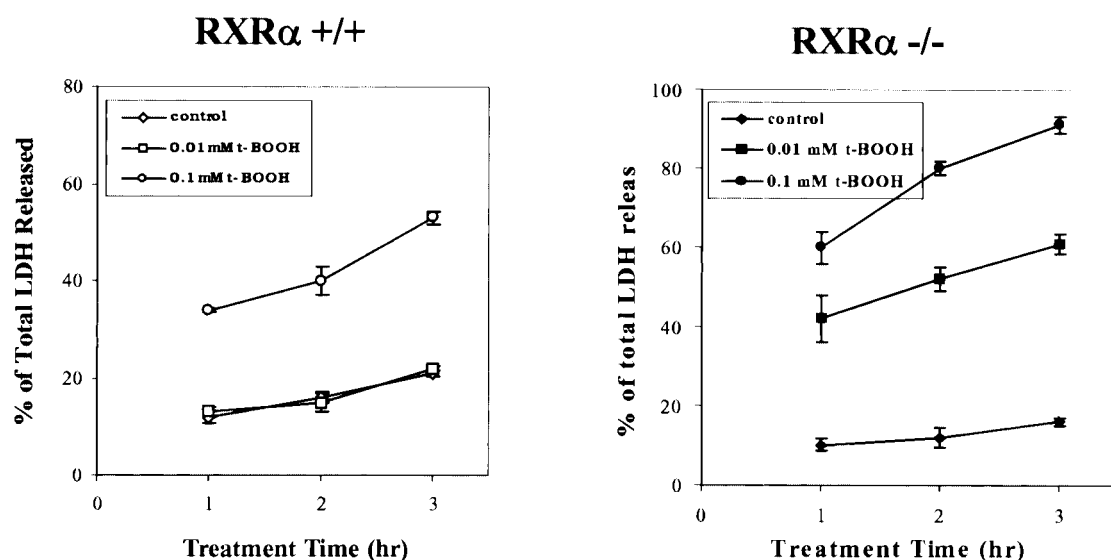 RXRα +/+
% of Total LDH Released
80
60
40
20
0
control
0.01 mM t-BOOH
0.1 mM t-BOOH
0 1 2 3
Treatment Time (hr)
RXRα -/-
% of total LDH releas
100
80
60
40
20
0
control
0.01 mM t-BOOH
0.1 mM t-BOOH
0 1 2 3
Treatment Time (hr)